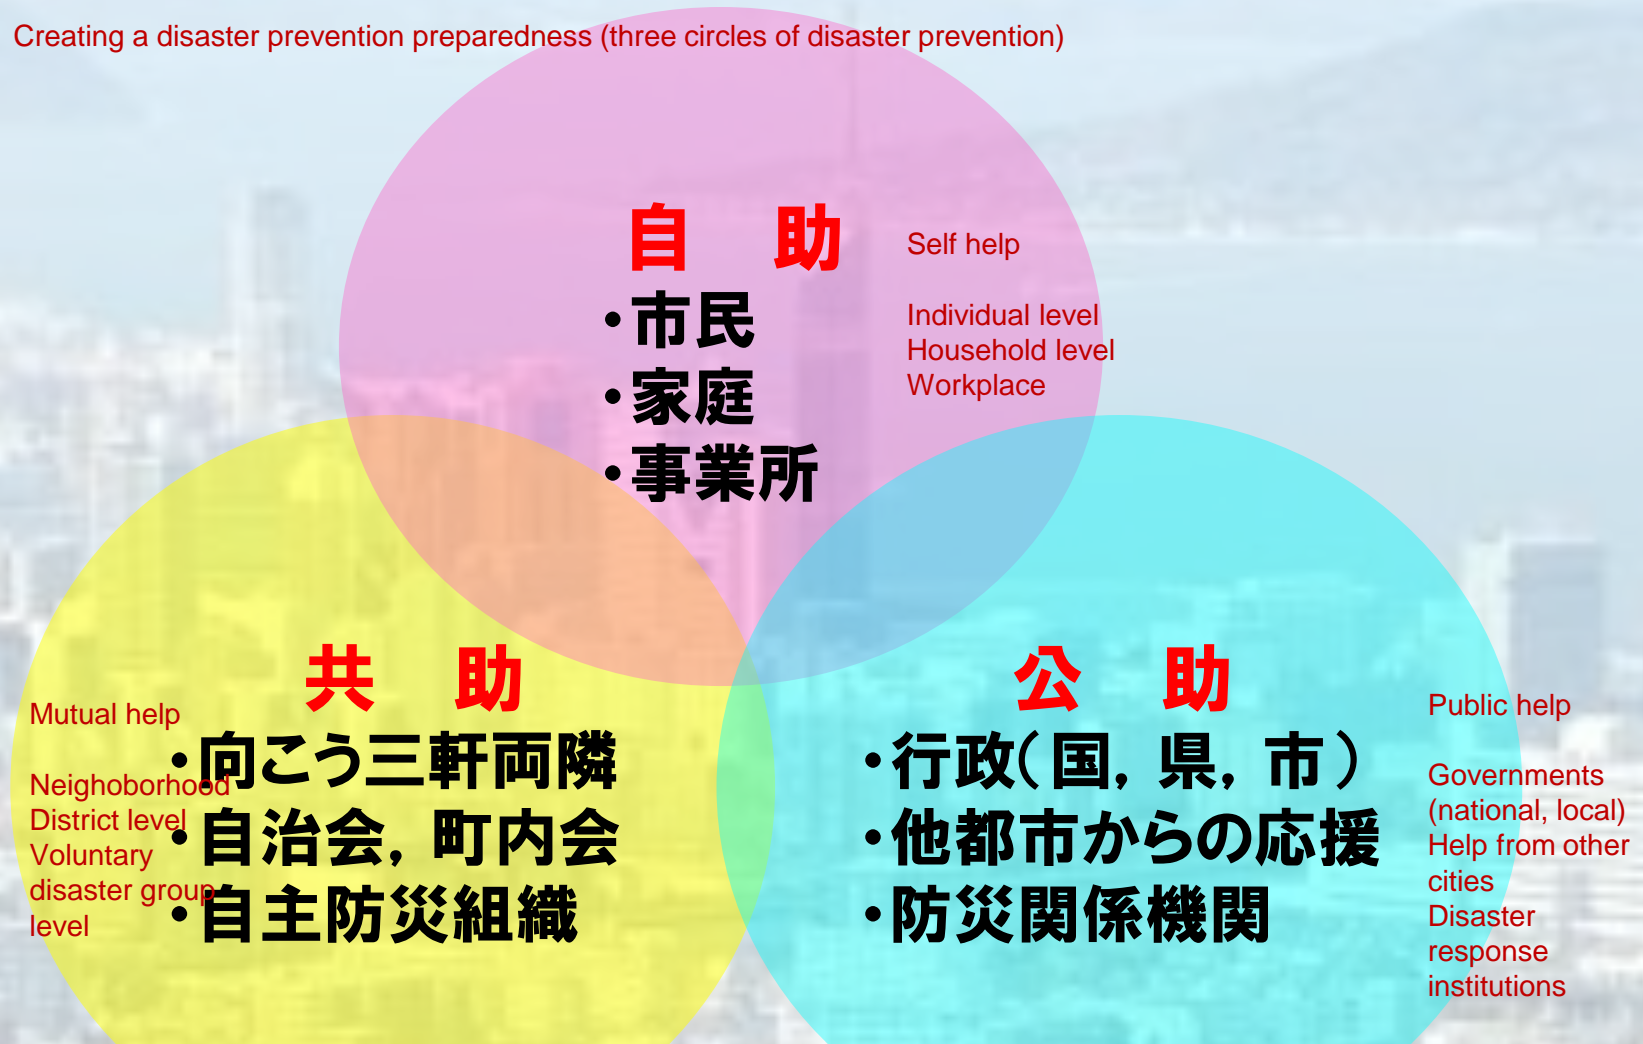 Creating a disaster prevention preparedness (three circles of disaster prevention)
自 助
・市民
・家庭
・事業所
Self help
Individual level
Household level
Workplace
共 助
・向こう三軒両隣
・自治会，町内会
・自主防災組織
Mutual help
Neighoborhood
District level
Voluntary
disaster group
level
公 助
・行政（国，県，市）
・他都市からの応援
・防災関係機関
Public help
Governments
(national, local)
Help from other
cities
Disaster
response
institutions